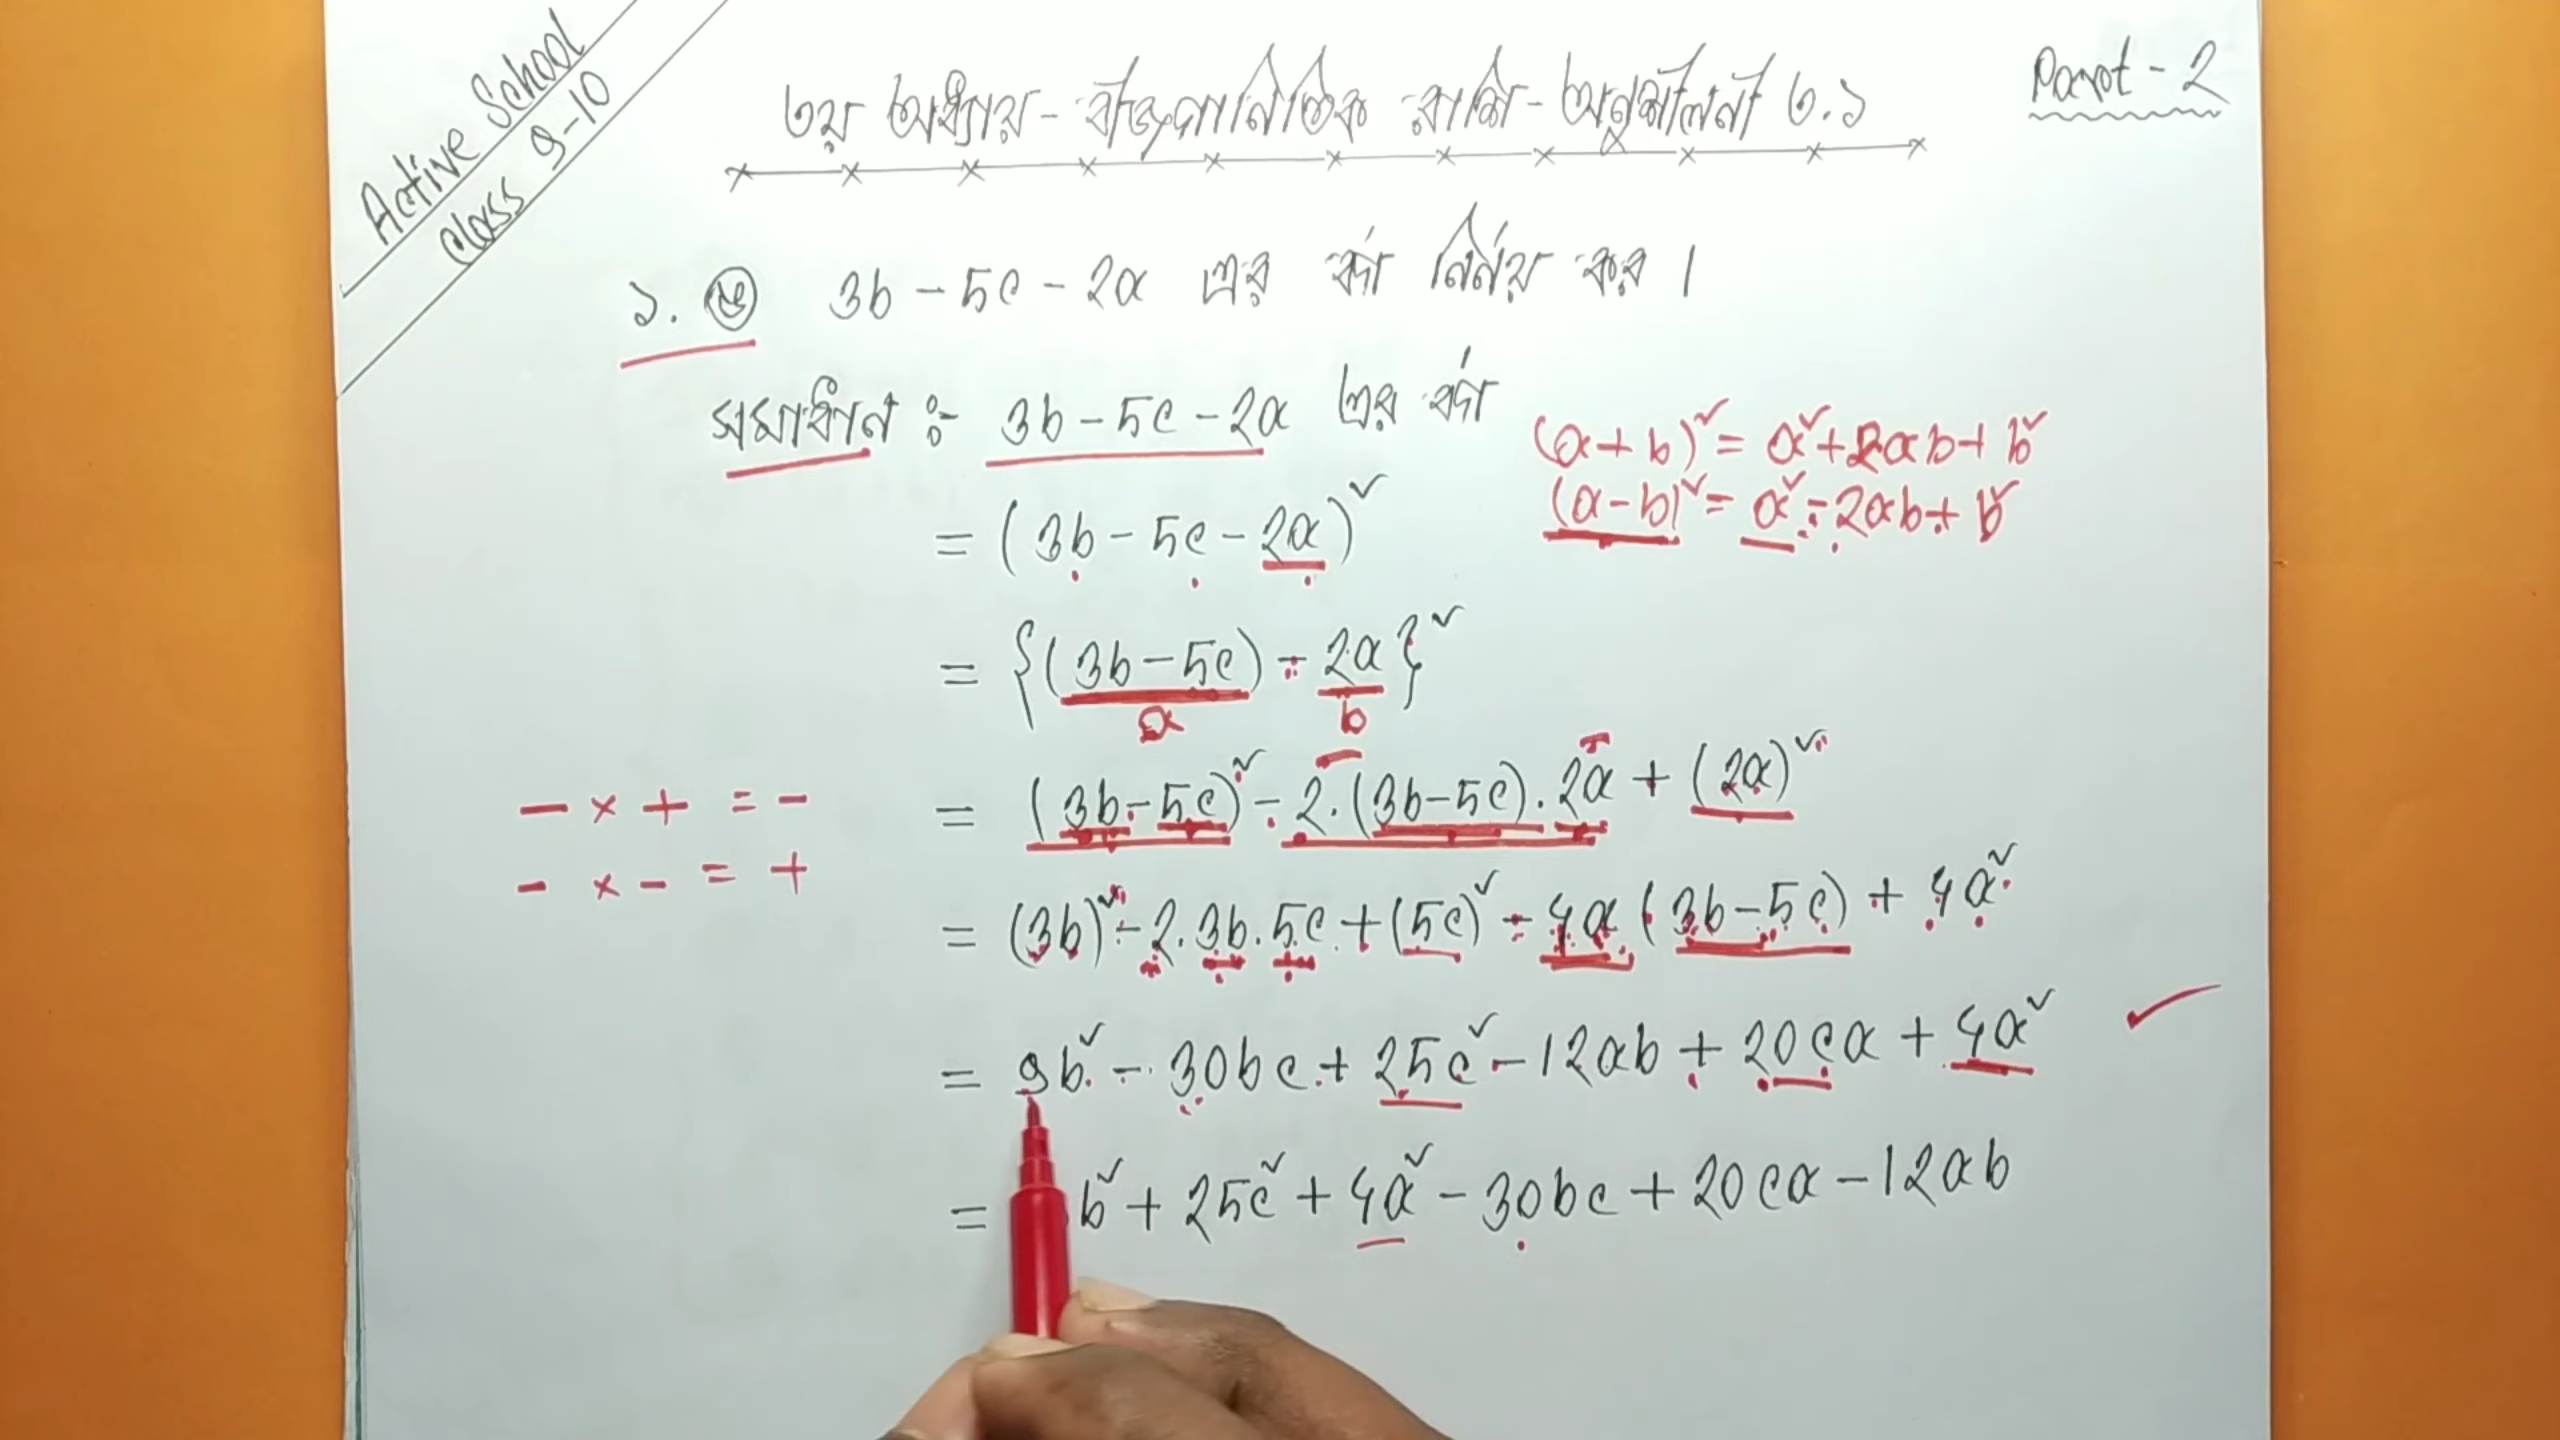 Active School
Class 9-10
Part - 2
৩য় অধ্যায় - বীজগানিতিক রাশি - অনুশীলনী ৩.১
১. ঙ 3b - 5c - 2a এর বর্গ নির্ণয় কর।
সমাধান ঃ- 3b - 5c - 2a এর বর্গ
(a + b)² = a² + 2ab + b²
(a - b)² = a² - 2ab + b²
= (3b - 5c - 2a)²
= {(3b - 5c) - 2a}²
a b
= (3b - 5c)² - 2.(3b - 5c).2a + (2a)²
- × + = -
- × - = +
= (3b)² - 2.3b.5c + (5c)² - 4a(3b - 5c) + 4a²
= 9b² - 30bc + 25c² - 12ab + 20ca + 4a²
= b² + 25c² + 4a² - 30bc + 20ca - 12ab